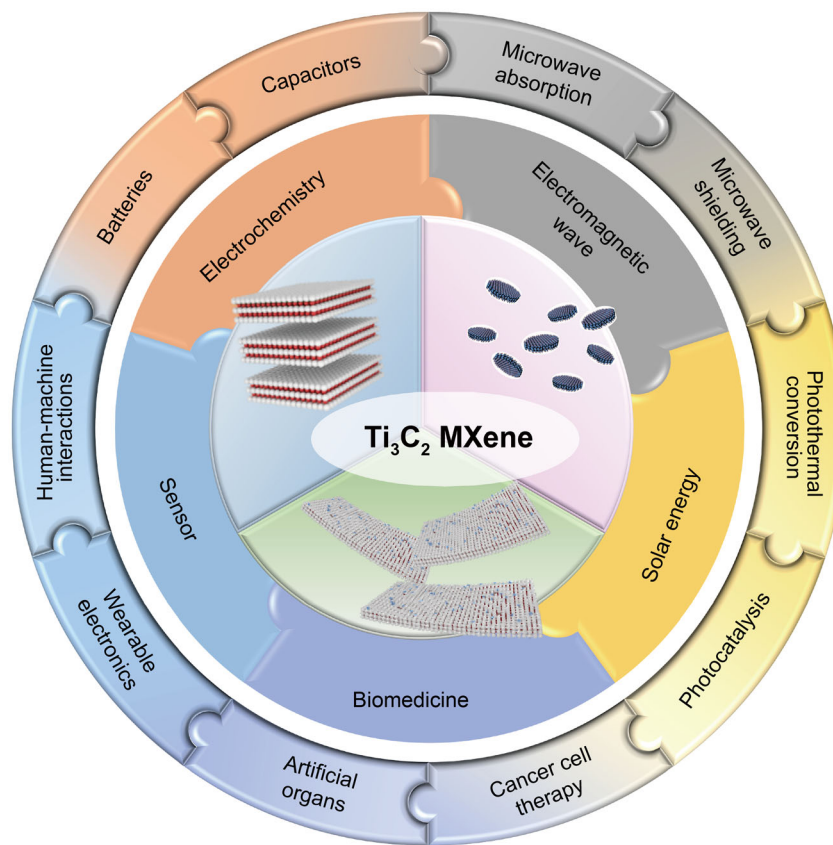 Capacitors
Microwave
absorption
Microwave
shielding
Photothermal
conversion
Photocatalysis
Cancer cell
therapy
Artificial
organs
Wearable
electronics
Human-machine
interactions
Batteries
Electrochemistry
Electromagnetic
wave
Solar energy
Biomedicine
Sensor
Ti₃C₂ MXene